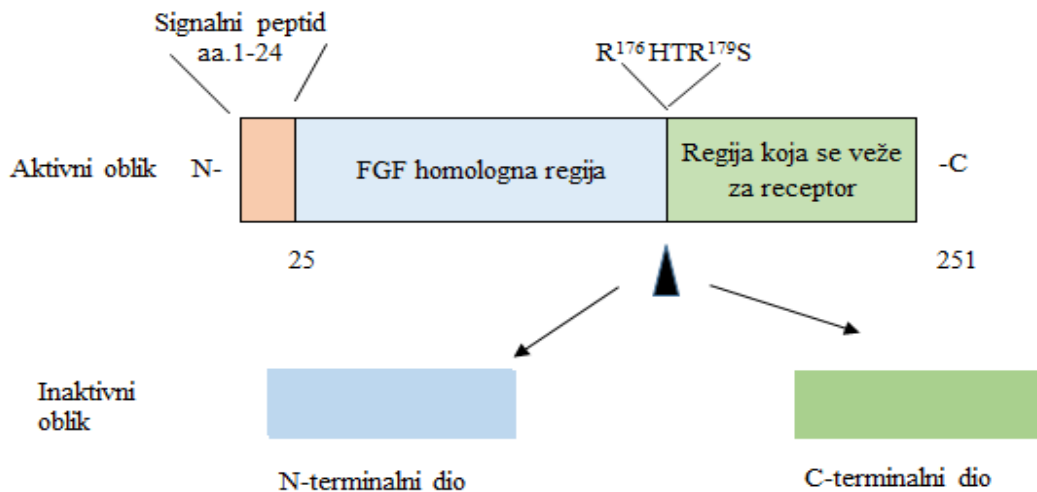 Signalni peptid
aa.1-24
R¹⁷⁶HTR¹⁷⁹S
Aktivni oblik
N-
FGF homologna regija
Regija koja se veže
za receptor
-C
25
251
Inaktivni
oblik
N-terminalni dio
C-terminalni dio